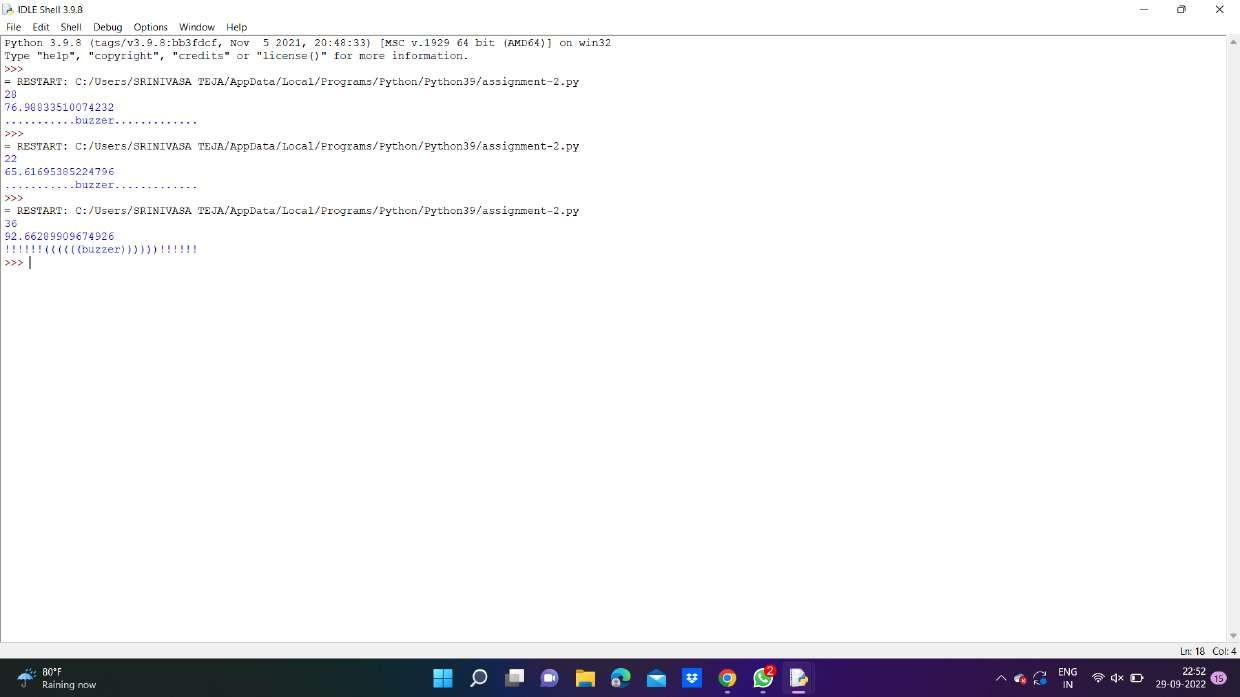 IDLE Shell 3.9.8
File Edit Shell Debug Options Window Help
Python 3.9.8 (tags/v3.9.8:bb3fdcf, Nov  5 2021, 20:48:33) [MSC v.1929 64 bit (AMD64)] on win32
Type "help", "copyright", "credits" or "license()" for more information.
>>>
= RESTART: C:/Users/SRINIVASA TEJA/AppData/Local/Programs/Python/Python39/assignment-2.py
28
76.98833510074232
...........buzzer.............
>>>
= RESTART: C:/Users/SRINIVASA TEJA/AppData/Local/Programs/Python/Python39/assignment-2.py
22
65.61695385224796
...........buzzer.............
>>>
= RESTART: C:/Users/SRINIVASA TEJA/AppData/Local/Programs/Python/Python39/assignment-2.py
36
92.66289909674926
!!!!!!((((((buzzer))))))!!!!!!
>>>
Ln: 18 Col: 4
80°F
Raining now
2
ENG
IN
22:52
29-09-2022
15